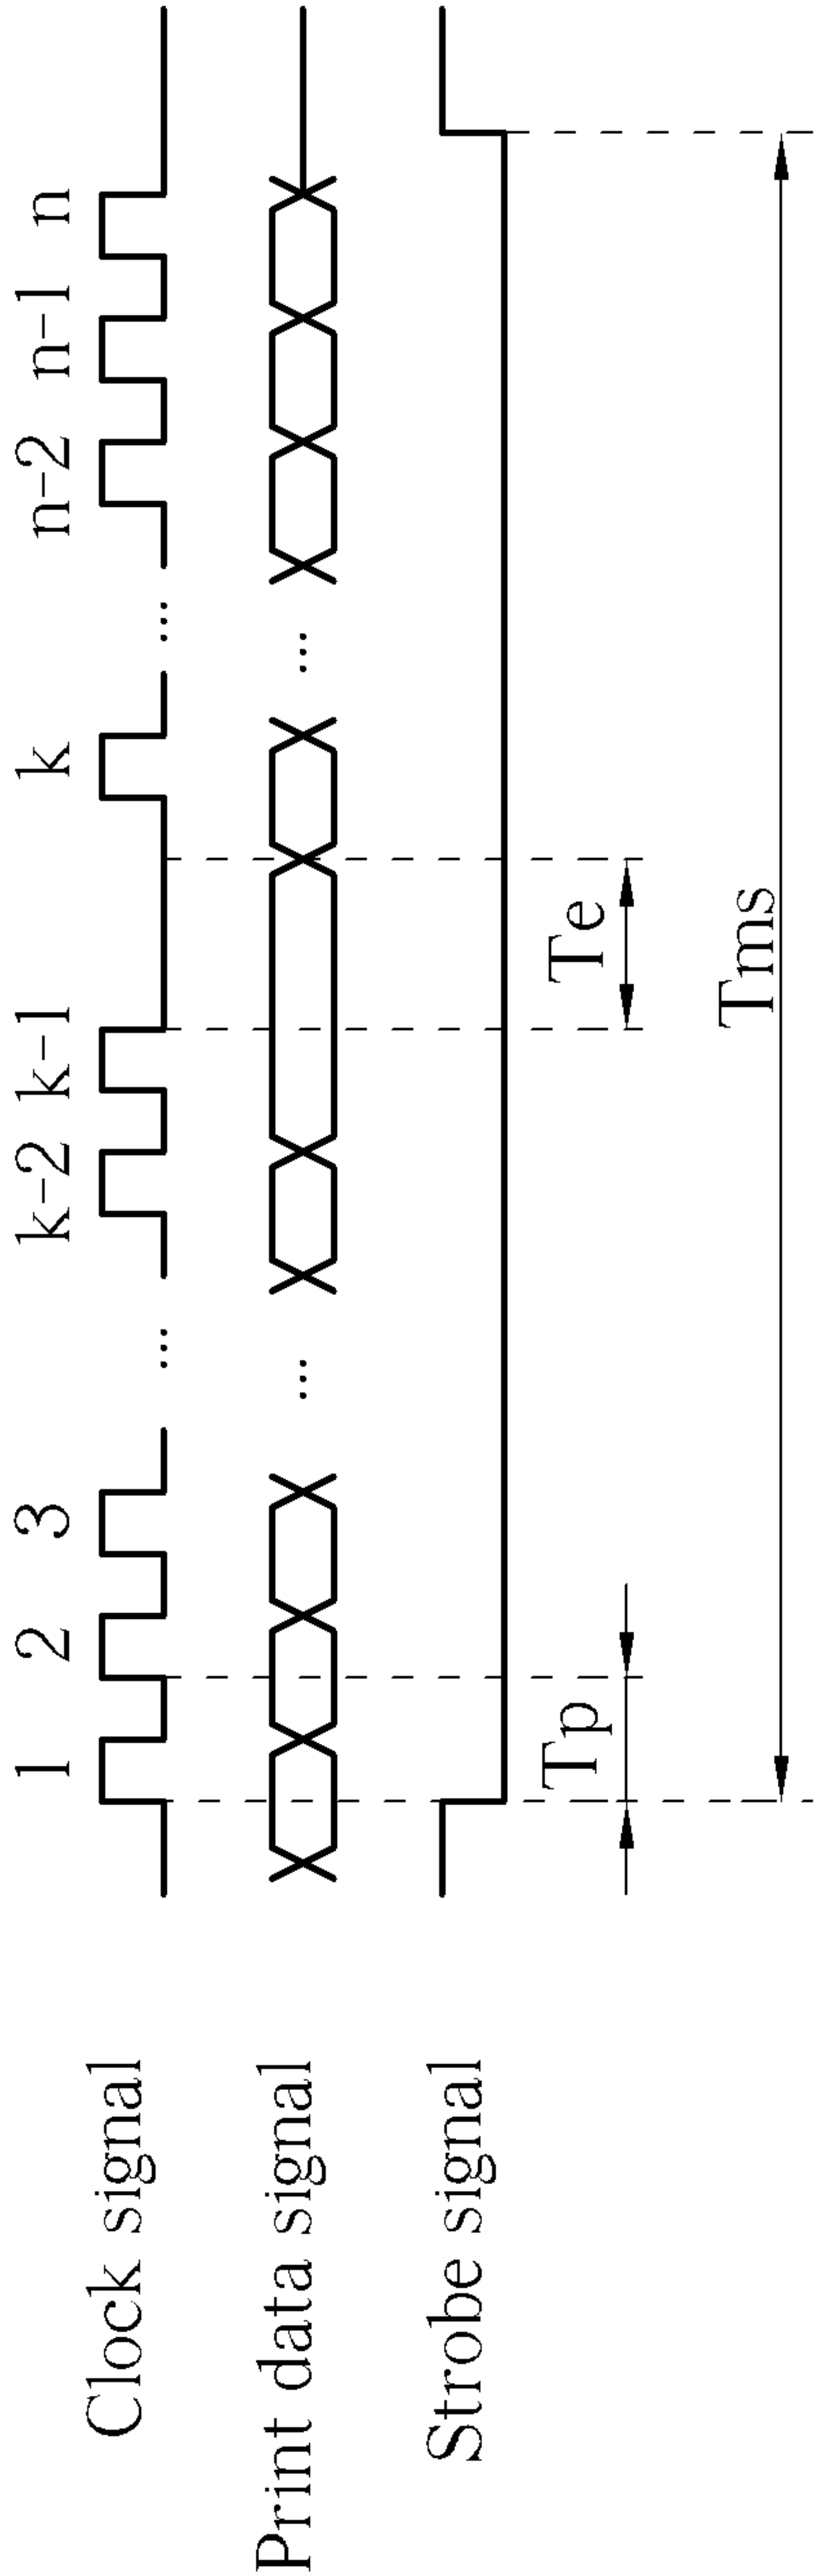 1 2 3 ... k-2 k-1 k ... n-2 n-1 n
Clock signal
Print data signal ... ...
Strobe signal
Tp Te
Tms